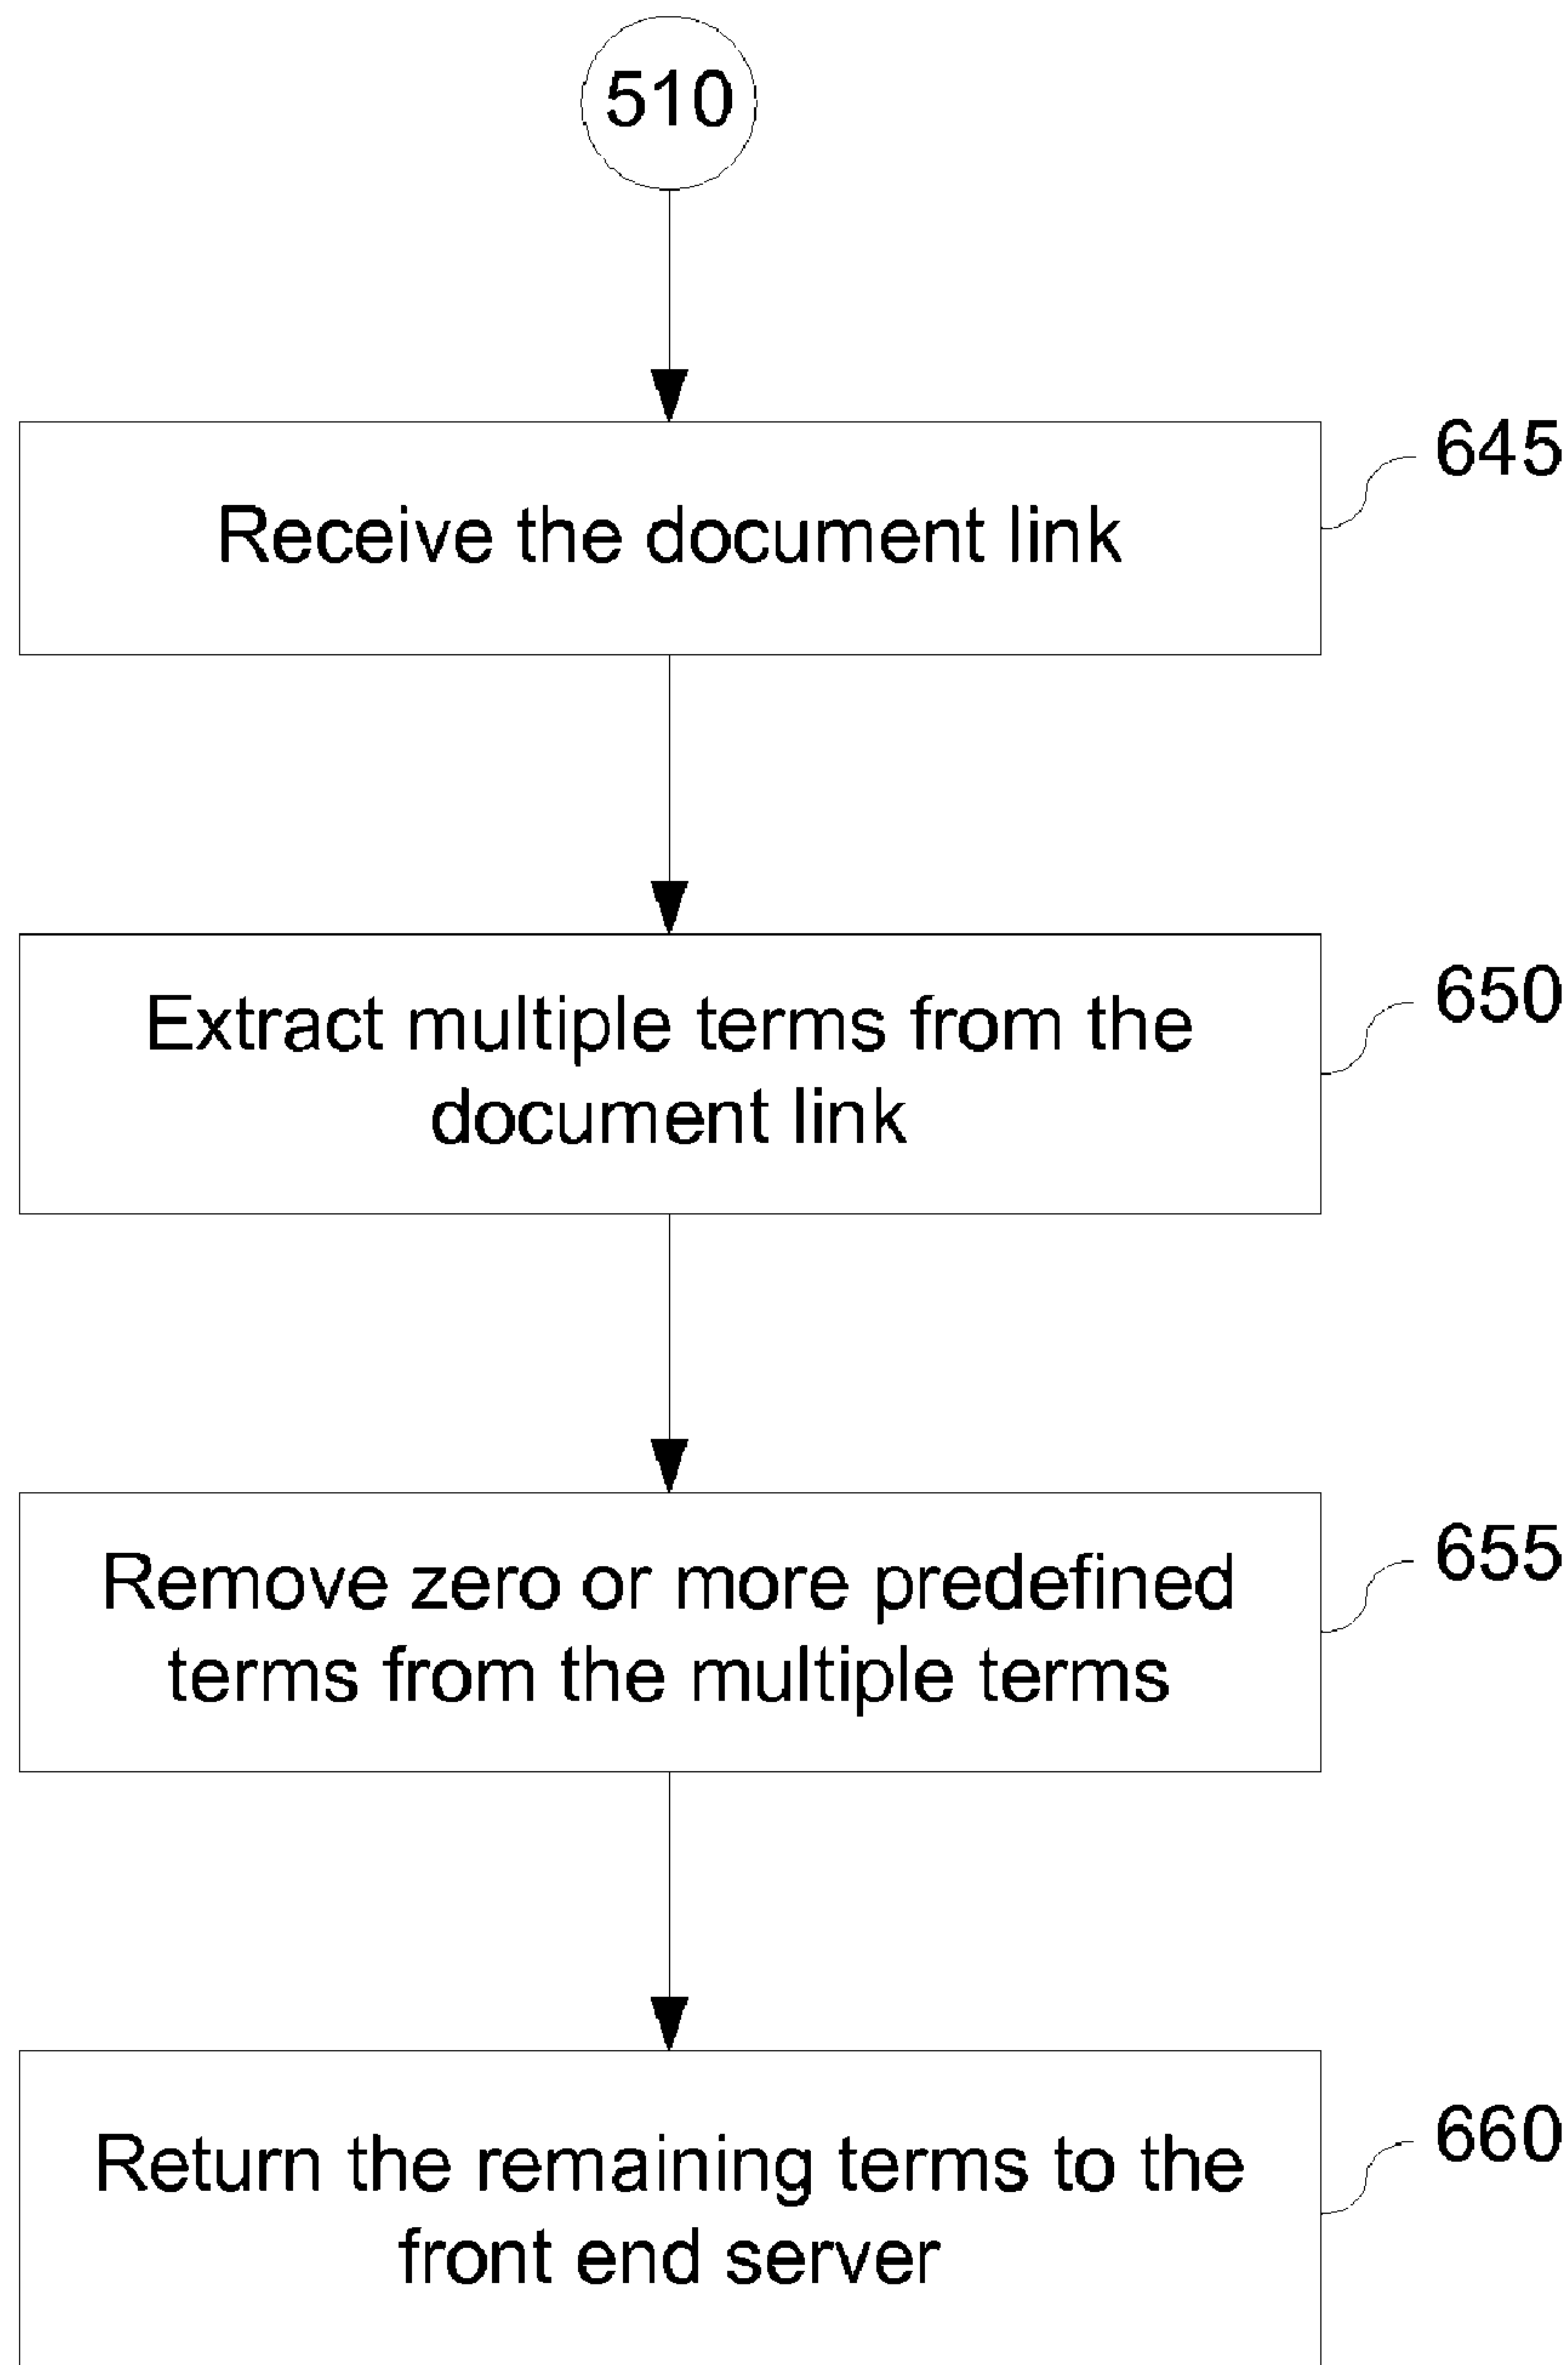 510
645
Receive the document link
650
Extract multiple terms from the
document link
655
Remove zero or more predefined
terms from the multiple terms
660
Return the remaining terms to the
front end server